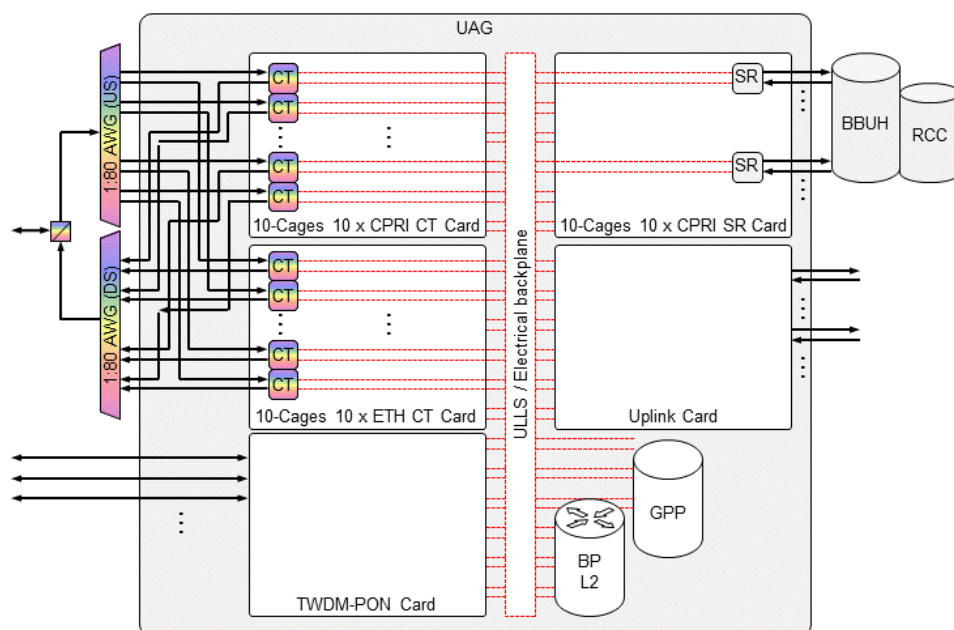 UAG
1:80 AWG (US)
CT
CT
CT
CT
10-Cages 10 x CPRI CT Card
SR
SR
10-Cages 10 x CPRI SR Card
BBUH
RCC
1:80 AWG (DS)
CT
CT
CT
CT
10-Cages 10 x ETH CT Card
ULLS / Electrical backplane
Uplink Card
TWDM-PON Card
GPP
BP
L2